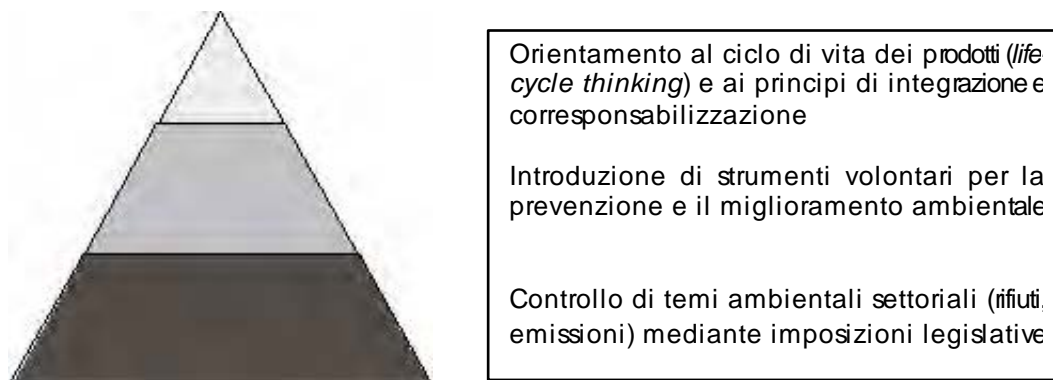 Orientamento al ciclo di vita dei prodotti (life-
cycle thinking) e ai principi di integrazione e
corresponsabilizzazione
Introduzione di strumenti volontari per la
prevenzione e il miglioramento ambientale
Controllo di temi ambientali settoriali (rifiuti,
emissioni) mediante imposizioni legislative